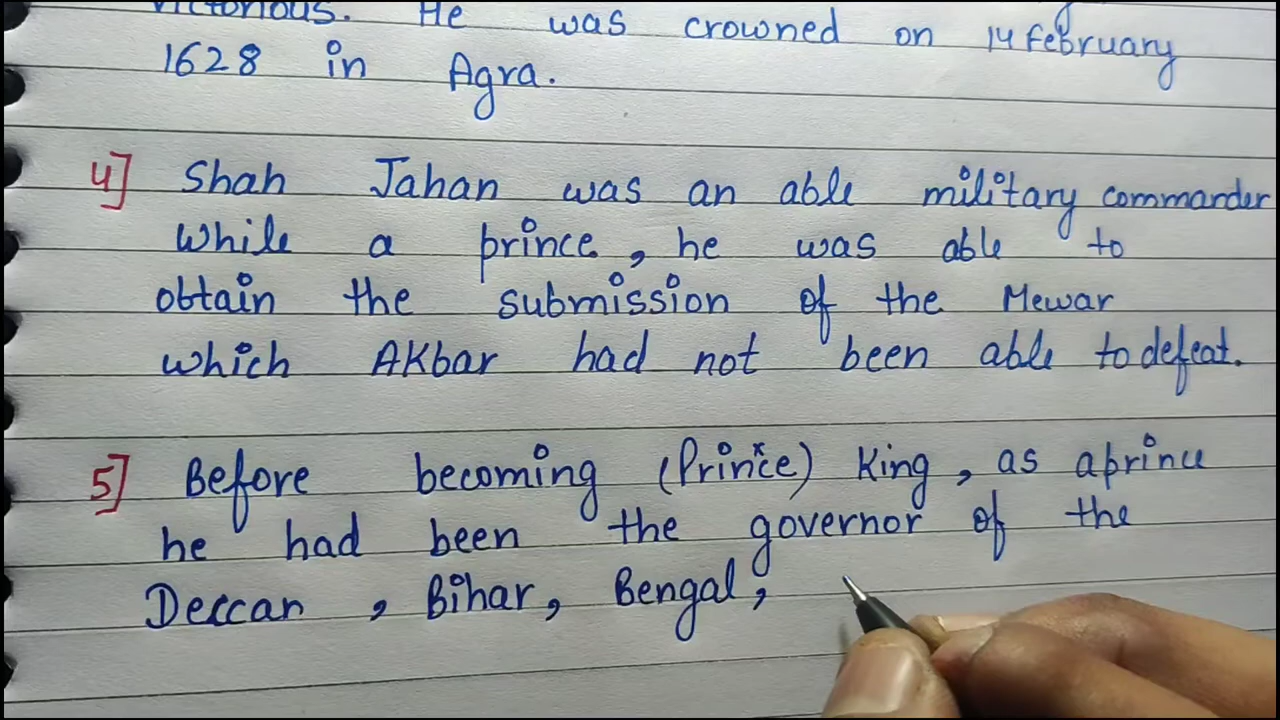 victorious. He was crowned on 14 February
1628 in Agra.
4] Shah Jahan was an able military commander
While a prince, he was able to
obtain the submission of the Mewar
which Akbar had not been able to defeat.
5] Before becoming (Prince) King, as a prince
he had been the governor of the
Deccan, Bihar, Bengal,